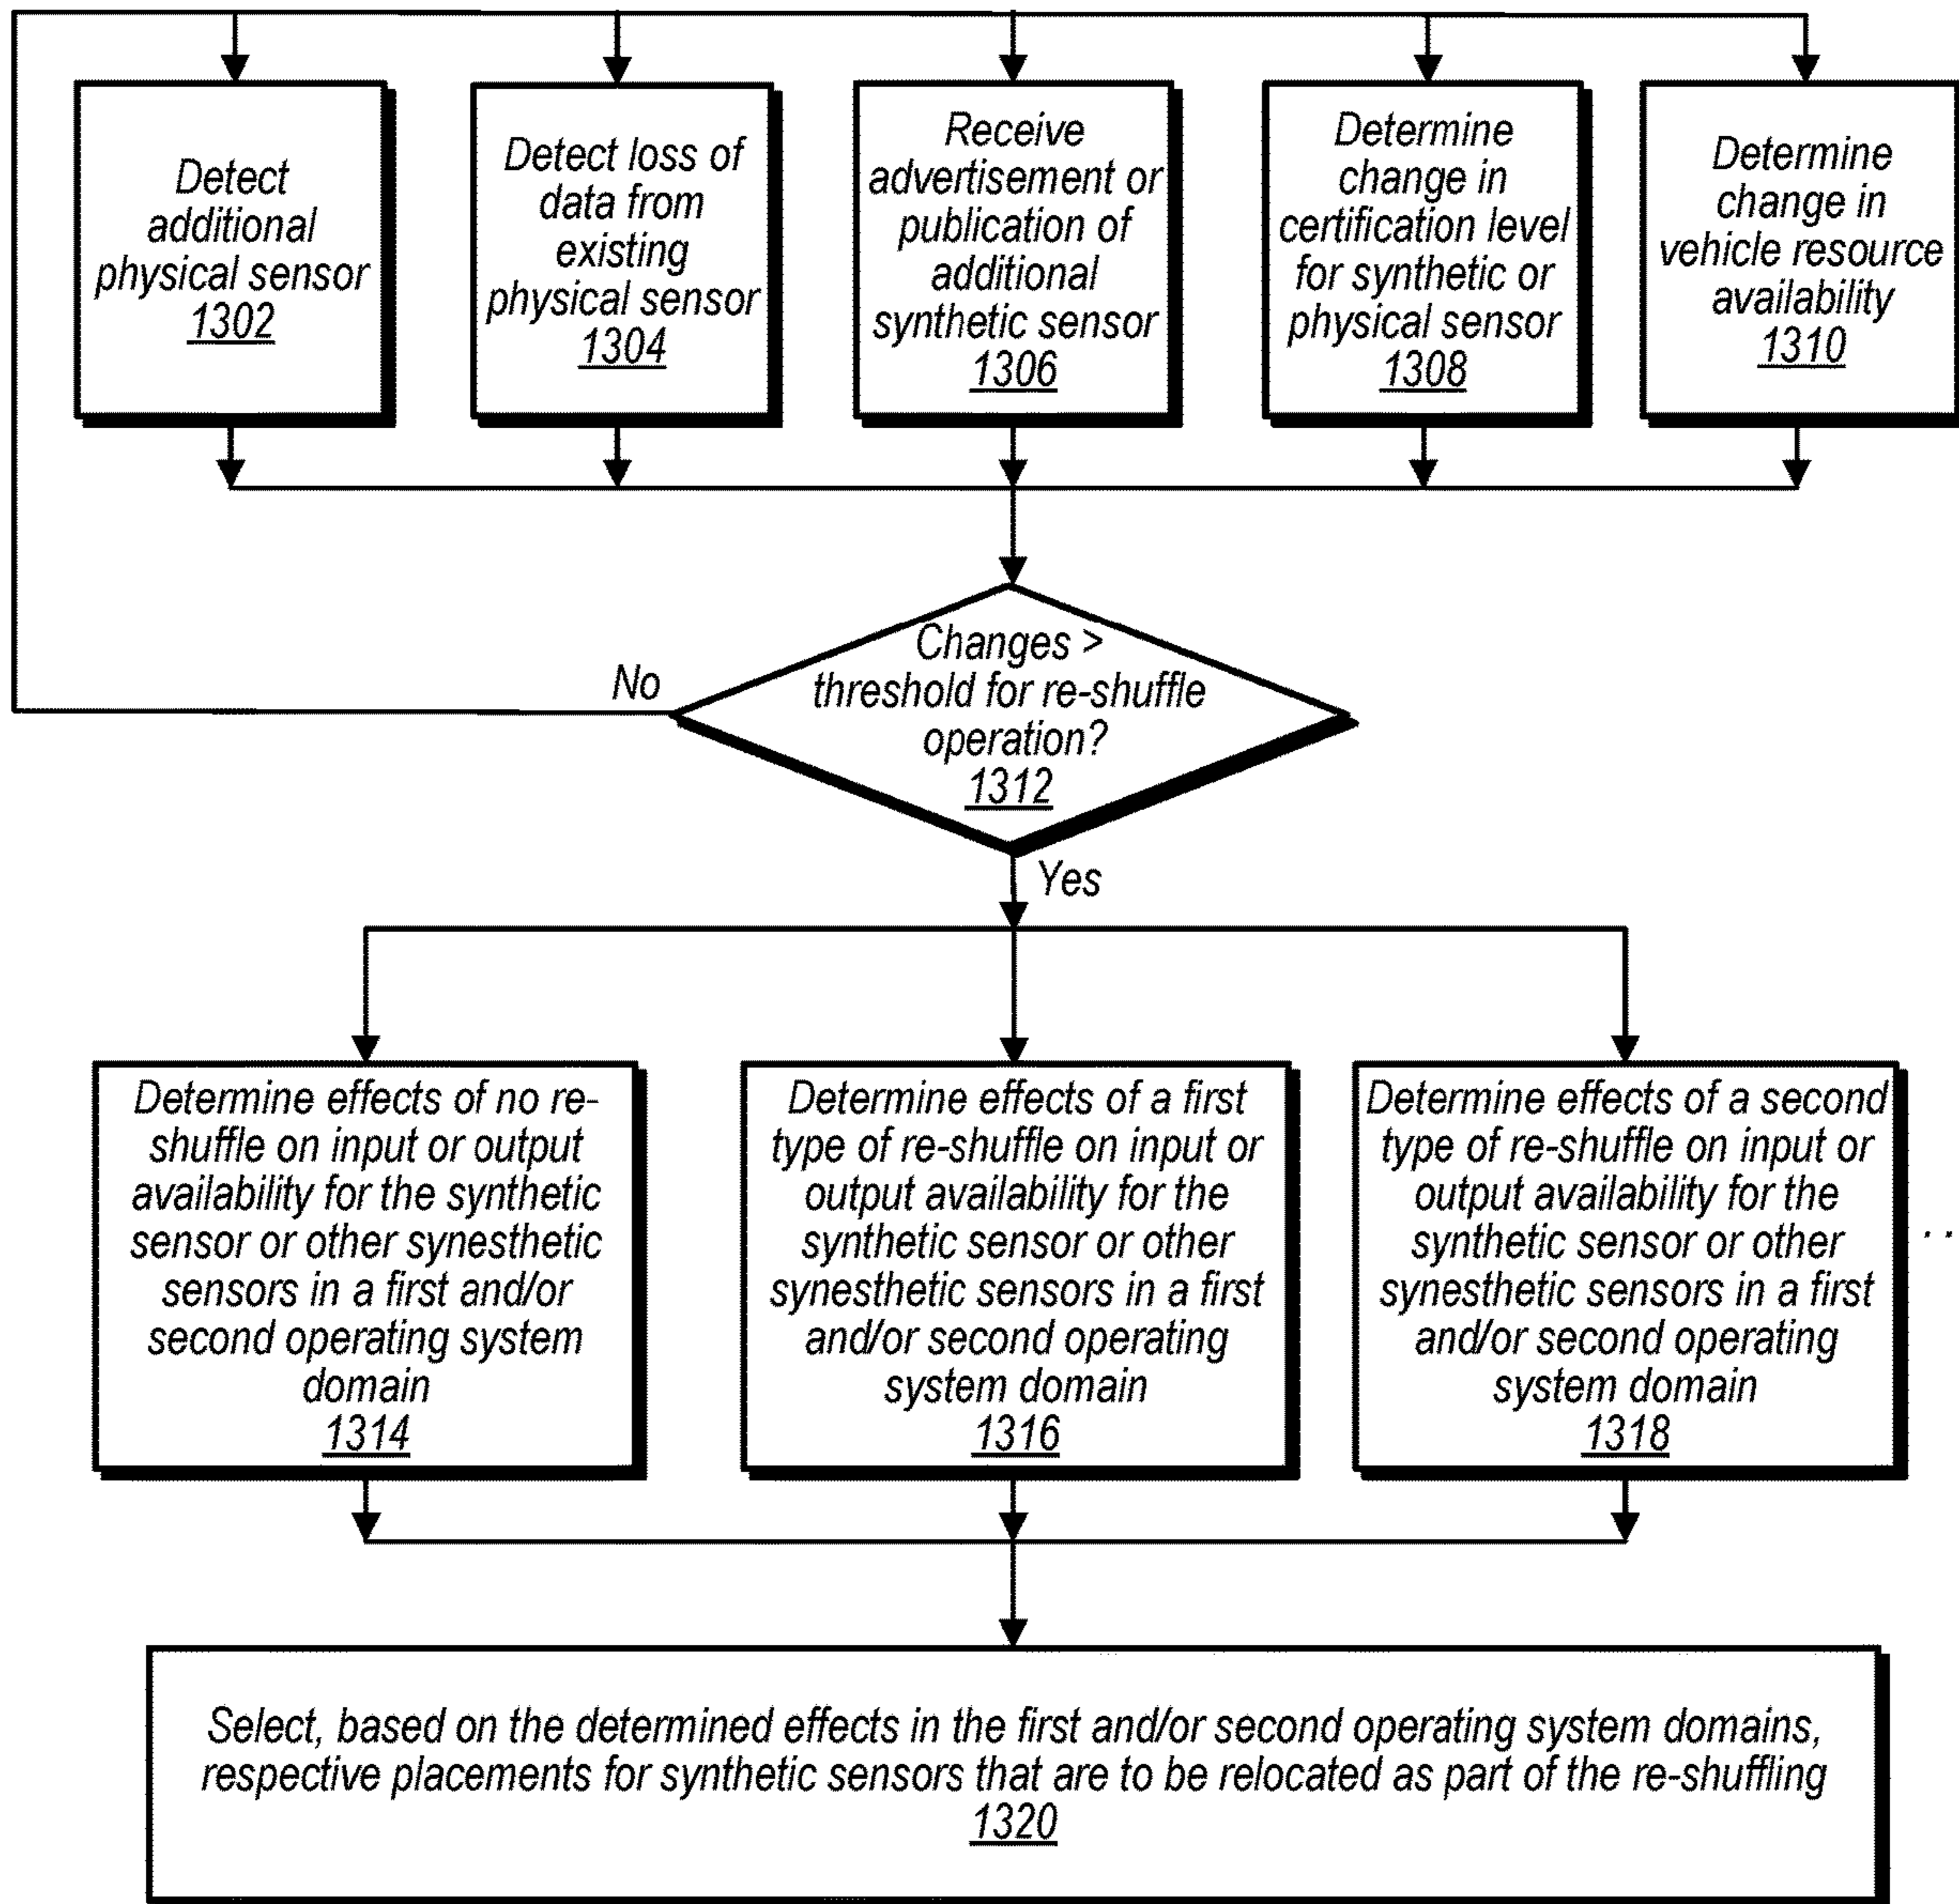 Detect
additional
physical sensor
1302
Detect loss of
data from
existing
physical sensor
1304
Receive
advertisement or
publication of
additional
synthetic sensor
1306
Determine
change in
certification level
for synthetic or
physical sensor
1308
Determine
change in
vehicle resource
availability
1310
Changes >
threshold for re-shuffle
operation?
1312
No
Yes
Determine effects of no re-
shuffle on input or output
availability for the synthetic
sensor or other synesthetic
sensors in a first and/or
second operating system
domain
1314
Determine effects of a first
type of re-shuffle on input or
output availability for the
synthetic sensor or other
synesthetic sensors in a first
and/or second operating
system domain
1316
Determine effects of a second
type of re-shuffle on input or
output availability for the
synthetic sensor or other
synesthetic sensors in a first
and/or second operating
system domain
1318
. .
Select, based on the determined effects in the first and/or second operating system domains,
respective placements for synthetic sensors that are to be relocated as part of the re-shuffling
1320